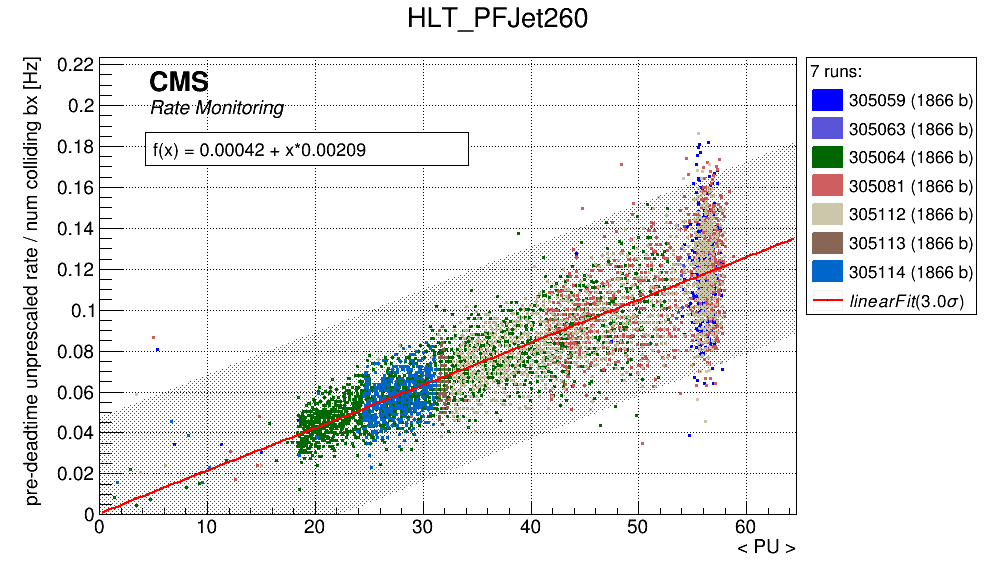 HLT_PFJet260
pre-deadtime unprescaled rate / num colliding bx [Hz]
0.22
0.2
0.18
0.16
0.14
0.12
0.1
0.08
0.06
0.04
0.02
0
CMS
Rate Monitoring
f(x) = 0.00042 + x*0.00209
0 10 20 30 40 50 60
< PU >
7 runs:
305059 (1866 b)
305063 (1866 b)
305064 (1866 b)
305081 (1866 b)
305112 (1866 b)
305113 (1866 b)
305114 (1866 b)
linearFit(3.0σ)